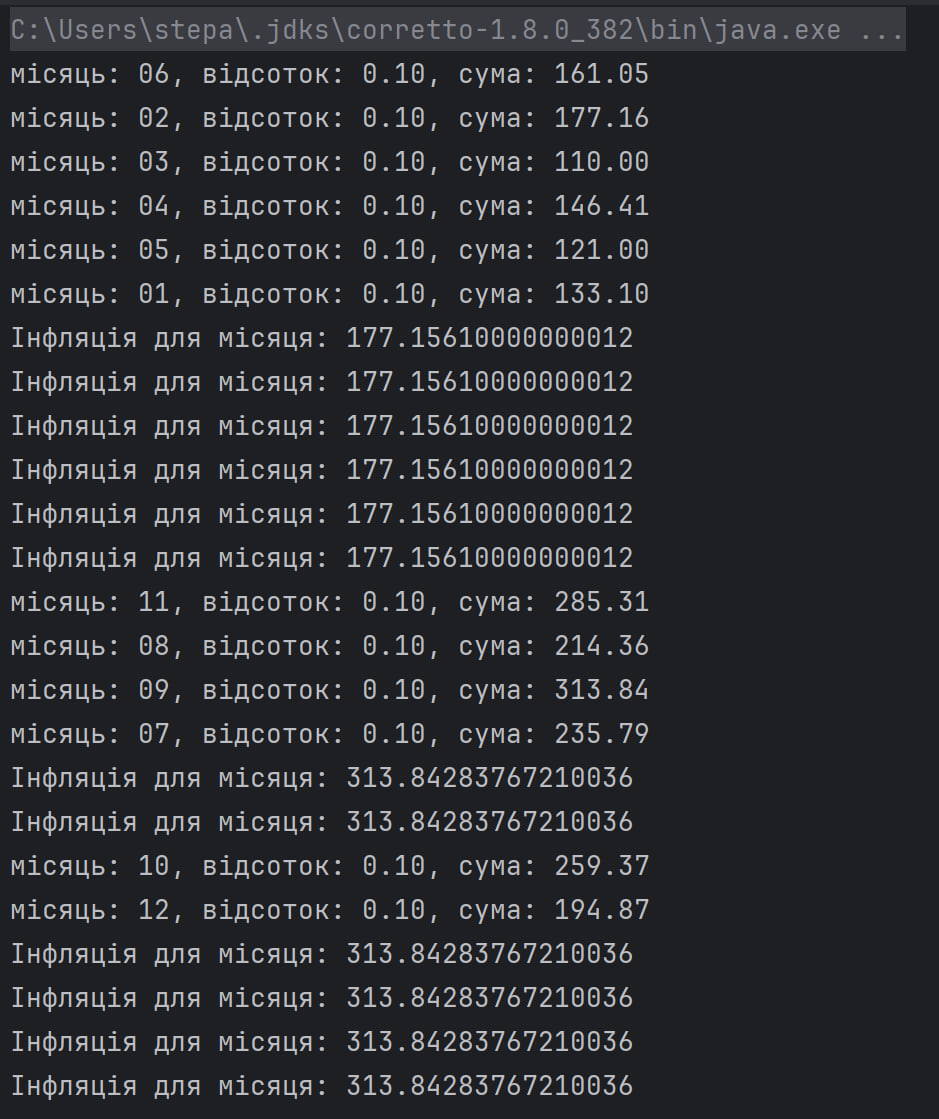 C:\Users\stepa\.jdks\corretto-1.8.0_382\bin\java.exe ...
місяць: 06, відсоток: 0.10, сума: 161.05
місяць: 02, відсоток: 0.10, сума: 177.16
місяць: 03, відсоток: 0.10, сума: 110.00
місяць: 04, відсоток: 0.10, сума: 146.41
місяць: 05, відсоток: 0.10, сума: 121.00
місяць: 01, відсоток: 0.10, сума: 133.10
Інфляція для місяця: 177.15610000000012
Інфляція для місяця: 177.15610000000012
Інфляція для місяця: 177.15610000000012
Інфляція для місяця: 177.15610000000012
Інфляція для місяця: 177.15610000000012
Інфляція для місяця: 177.15610000000012
місяць: 11, відсоток: 0.10, сума: 285.31
місяць: 08, відсоток: 0.10, сума: 214.36
місяць: 09, відсоток: 0.10, сума: 313.84
місяць: 07, відсоток: 0.10, сума: 235.79
Інфляція для місяця: 313.84283767210036
Інфляція для місяця: 313.84283767210036
місяць: 10, відсоток: 0.10, сума: 259.37
місяць: 12, відсоток: 0.10, сума: 194.87
Інфляція для місяця: 313.84283767210036
Інфляція для місяця: 313.84283767210036
Інфляція для місяця: 313.84283767210036
Інфляція для місяця: 313.84283767210036